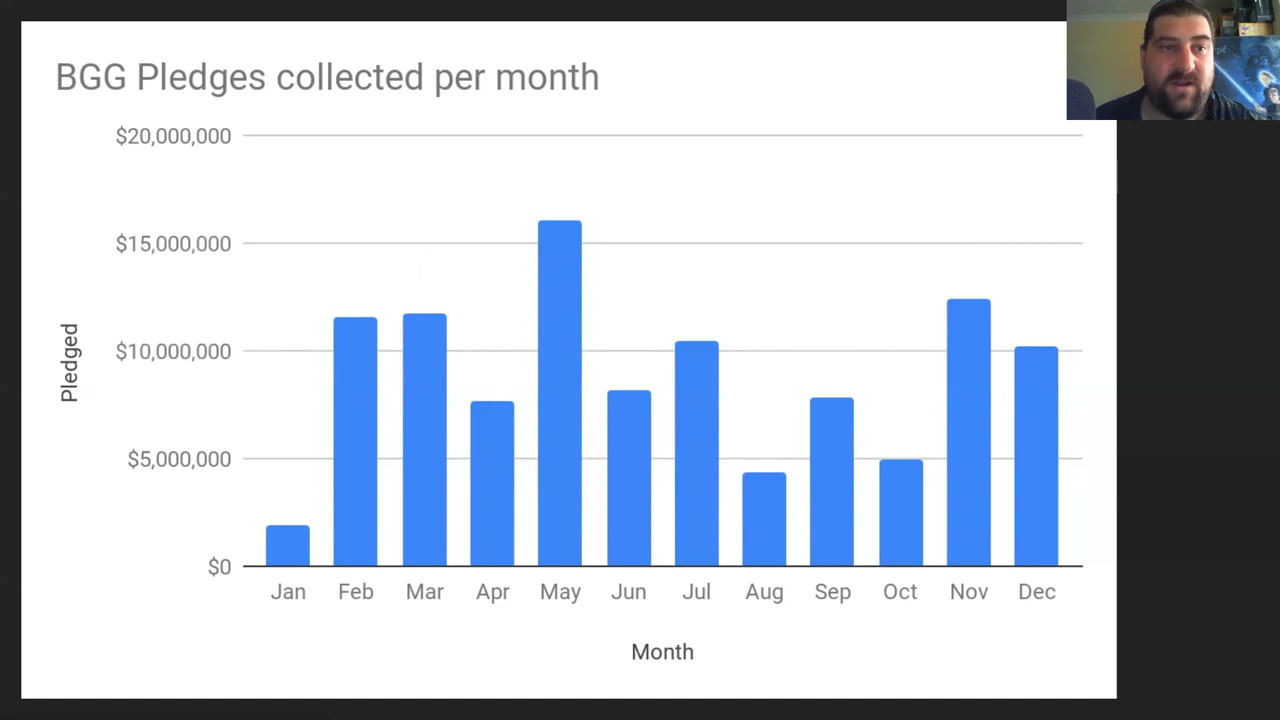 BGG Pledges collected per month
$20,000,000
$15,000,000
$10,000,000
$5,000,000
$0
Pledged
Jan Feb Mar Apr May Jun Jul Aug Sep Oct Nov Dec
Month